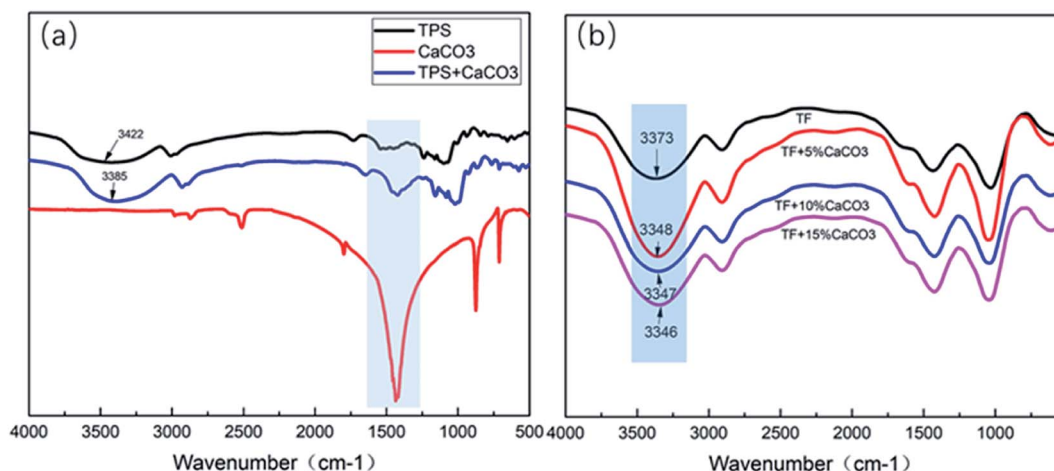 (a)
TPS
CaCO3
TPS+CaCO3
3422
3385
4000 3500 3000 2500 2000 1500 1000 500
Wavenumber（cm-1）
(b)
TF
3373
TF+5%CaCO3
TF+10%CaCO3
3348
TF+15%CaCO3
3347
3346
4000 3500 3000 2500 2000 1500 1000
Wavenumber（cm-1）